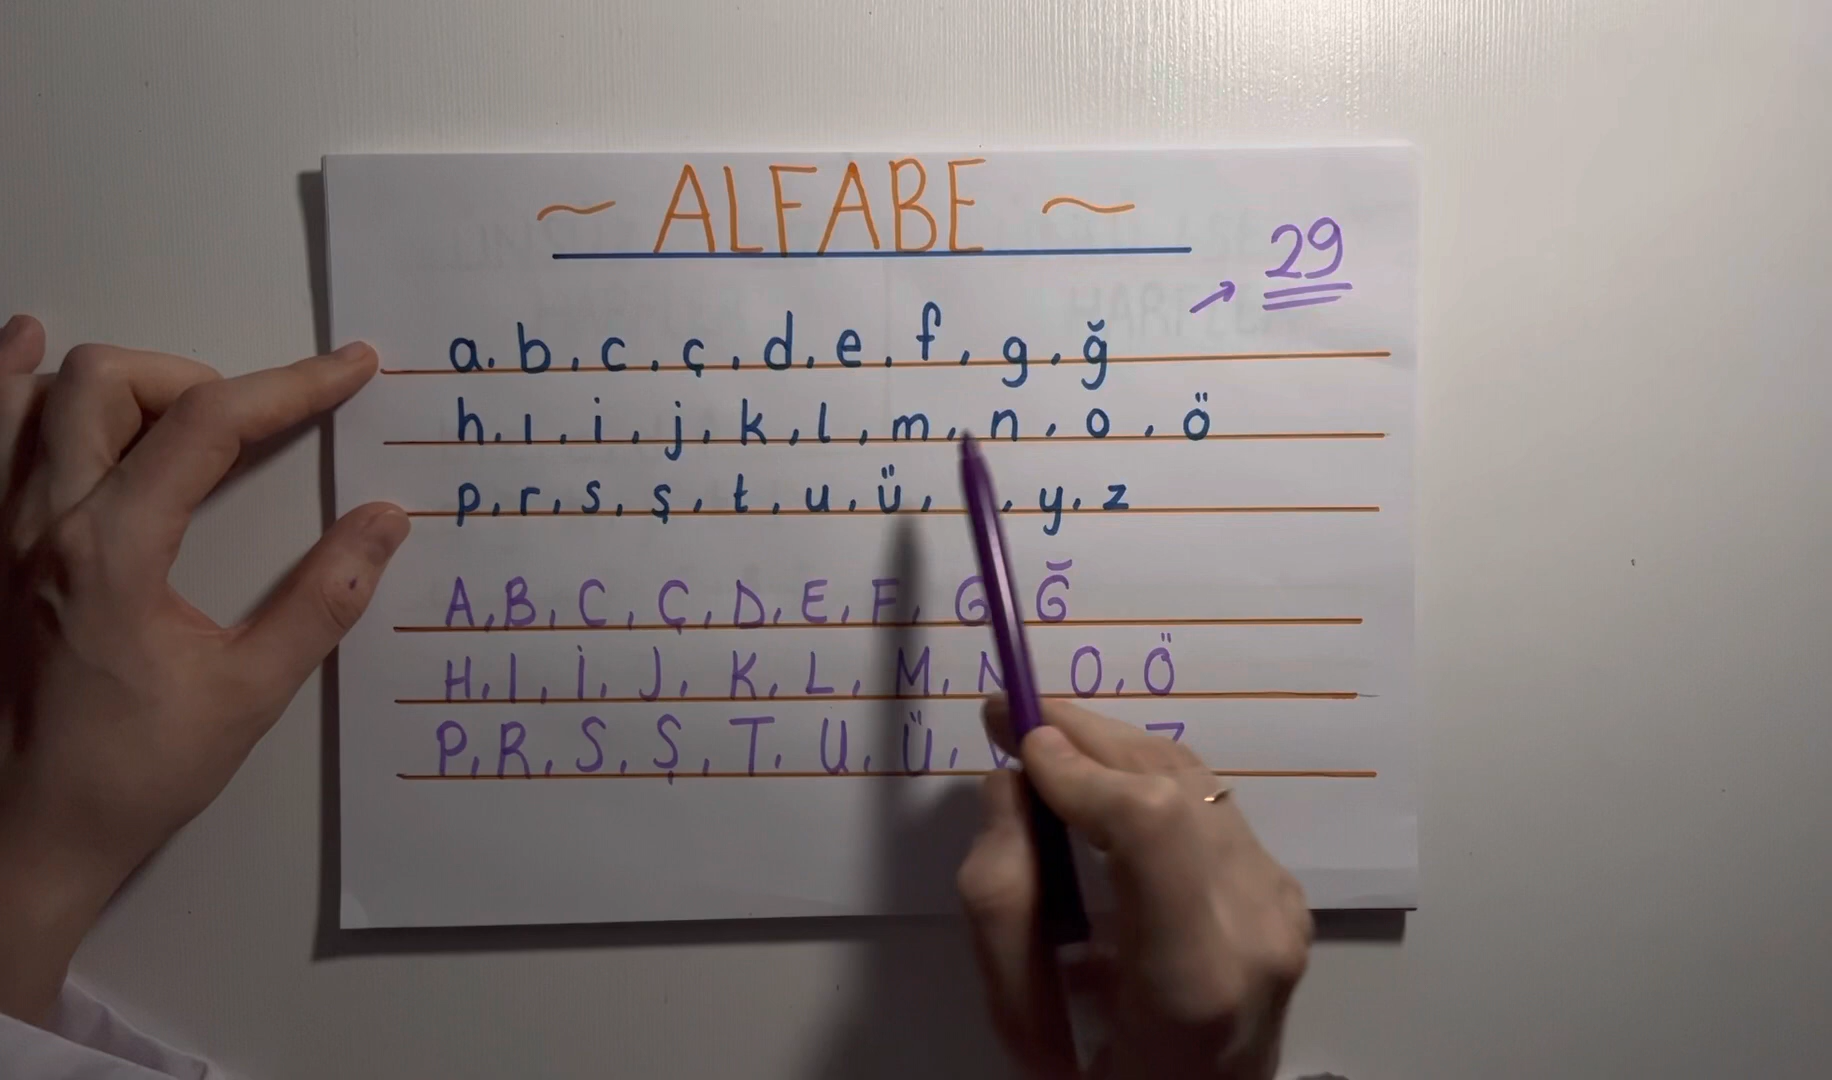 ~ ALFABE ~
→ 29
a, b, c, ç, d, e, f, g, ğ
h, ı, i, j, k, l, m, n, o, ö
p, r, s, ş, t, u, ü, , y, z
A, B, C, Ç, D, E, F, G Ğ
H, I, İ, J, K, L, M, N O, Ö
P, R, S, Ş, T, U, Ü, V Z